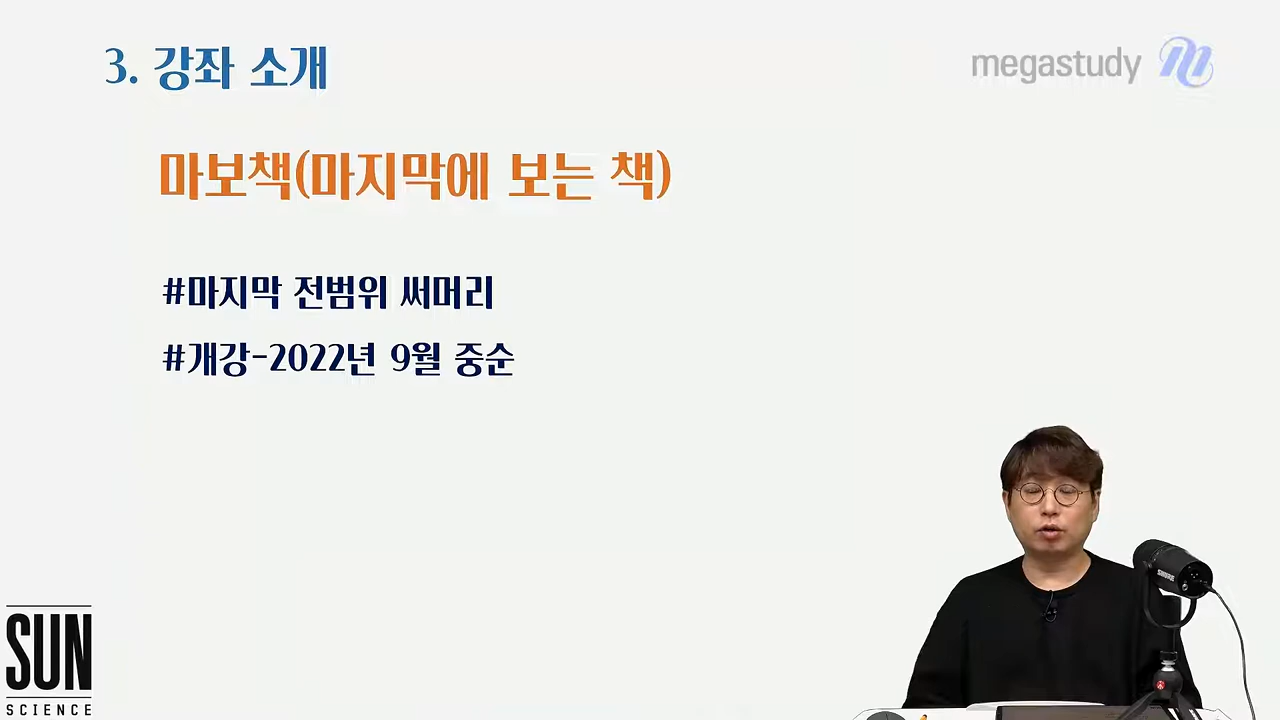 3. 강좌 소개
megastudy
마보책(마지막에 보는 책)
#마지막 전범위 써머리
#개강-2022년 9월 중순
SUN
SCIENCE
SHURE